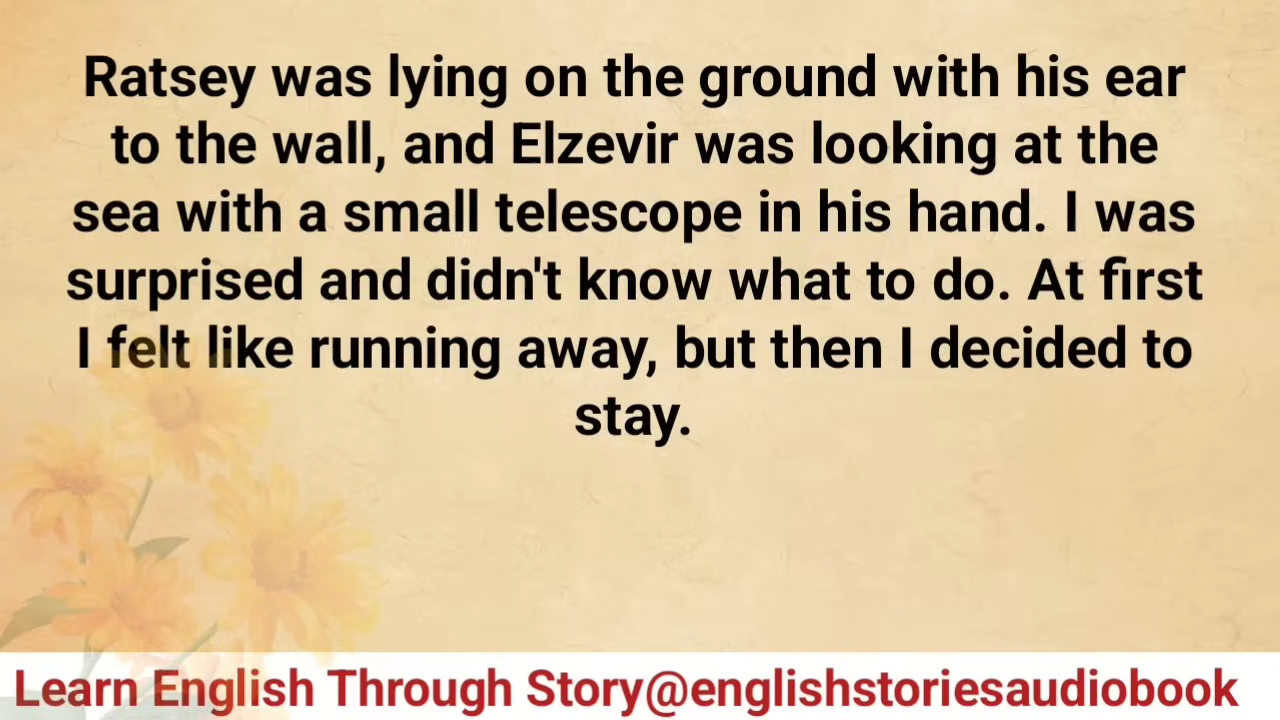 Ratsey was lying on the ground with his ear
to the wall, and Elzevir was looking at the
sea with a small telescope in his hand. I was
surprised and didn't know what to do. At first
I felt like running away, but then I decided to
stay.
Learn English Through Story@englishstoriesaudiobook